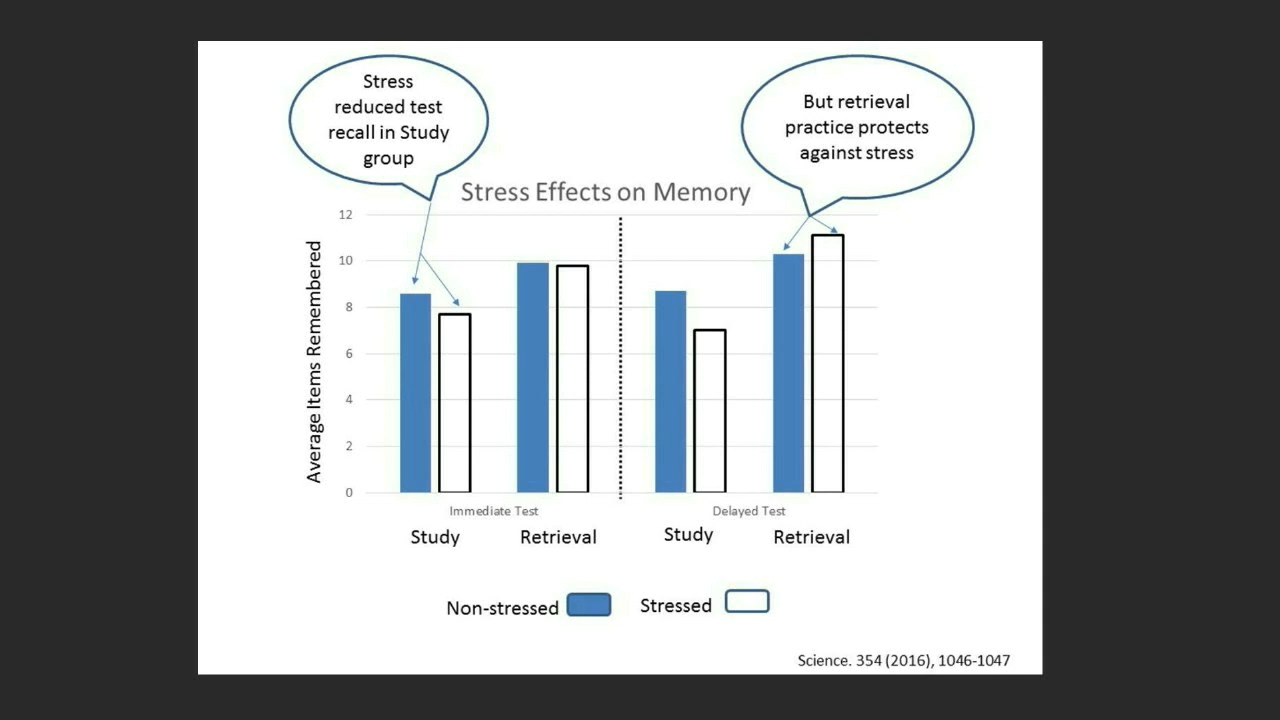 Stress
reduced test
recall in Study
group
But retrieval
practice protects
against stress
Stress Effects on Memory
Average Items Remembered
12
10
8
6
4
2
0
Immediate Test
Delayed Test
Study
Retrieval
Study
Retrieval
Non-stressed
Stressed
Science. 354 (2016), 1046-1047